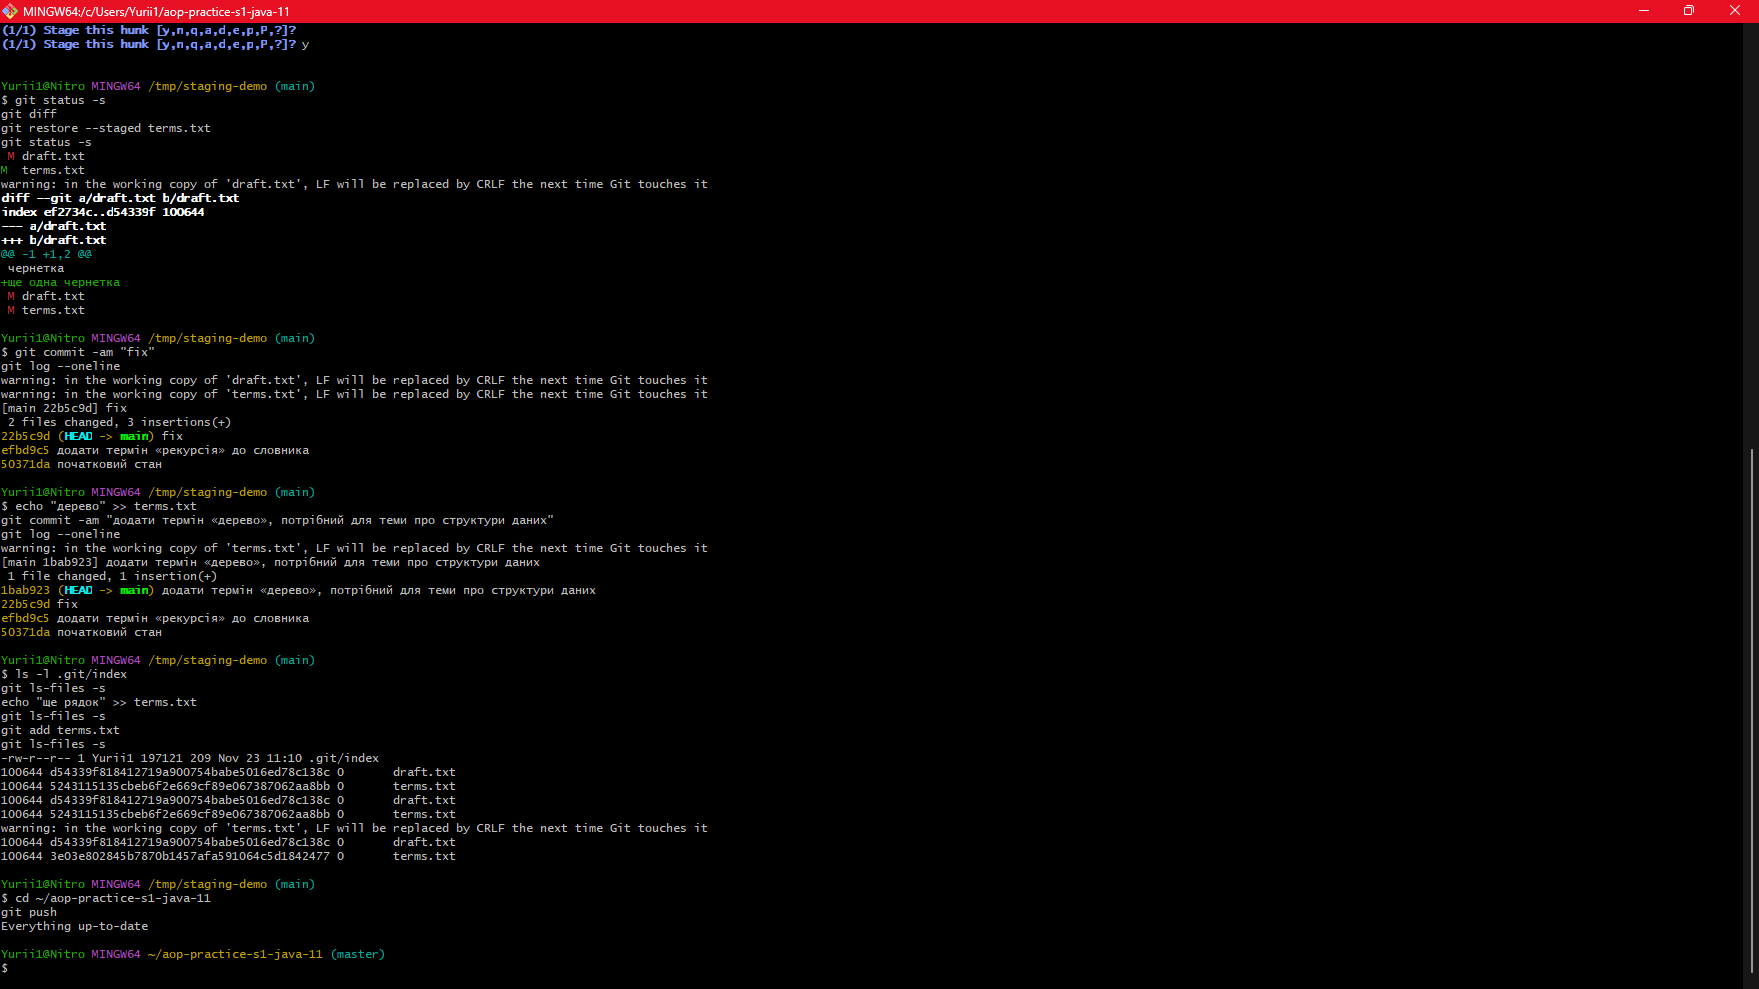 MINGW64:/c/Users/Yurii1/aop-practice-s1-java-11
(1/1) Stage this hunk [y,n,q,a,d,e,p,P,?]?
(1/1) Stage this hunk [y,n,q,a,d,e,p,P,?]? y
Yurii1@Nitro MINGW64 /tmp/staging-demo (main)
$ git status -s
git diff
git restore --staged terms.txt
git status -s
 M draft.txt
M  terms.txt
warning: in the working copy of 'draft.txt', LF will be replaced by CRLF the next time Git touches it
diff --git a/draft.txt b/draft.txt
index ef2734c..d54339f 100644
--- a/draft.txt
+++ b/draft.txt
@@ -1 +1,2 @@
 чернетка
+ще одна чернетка
 M draft.txt
 M terms.txt
Yurii1@Nitro MINGW64 /tmp/staging-demo (main)
$ git commit -am "fix"
git log --oneline
warning: in the working copy of 'draft.txt', LF will be replaced by CRLF the next time Git touches it
warning: in the working copy of 'terms.txt', LF will be replaced by CRLF the next time Git touches it
[main 22b5c9d] fix
 2 files changed, 3 insertions(+)
22b5c9d (HEAD -> main) fix
efbd9c5 додати термін «рекурсія» до словника
50371da початковий стан
Yurii1@Nitro MINGW64 /tmp/staging-demo (main)
$ echo "дерево" >> terms.txt
git commit -am "додати термін «дерево», потрібний для теми про структури даних"
git log --oneline
warning: in the working copy of 'terms.txt', LF will be replaced by CRLF the next time Git touches it
[main 1bab923] додати термін «дерево», потрібний для теми про структури даних
 1 file changed, 1 insertion(+)
1bab923 (HEAD -> main) додати термін «дерево», потрібний для теми про структури даних
22b5c9d fix
efbd9c5 додати термін «рекурсія» до словника
50371da початковий стан
Yurii1@Nitro MINGW64 /tmp/staging-demo (main)
$ ls -l .git/index
git ls-files -s
echo "ще рядок" >> terms.txt
git ls-files -s
git add terms.txt
git ls-files -s
-rw-r--r-- 1 Yurii1 197121 209 Nov 23 11:10 .git/index
100644 d54339f818412719a900754babe5016ed78c138c 0       draft.txt
100644 5243115135cbeb6f2e669cf89e067387062aa8bb 0       terms.txt
100644 d54339f818412719a900754babe5016ed78c138c 0       draft.txt
100644 5243115135cbeb6f2e669cf89e067387062aa8bb 0       terms.txt
warning: in the working copy of 'terms.txt', LF will be replaced by CRLF the next time Git touches it
100644 d54339f818412719a900754babe5016ed78c138c 0       draft.txt
100644 3e03e802845b7870b1457afa591064c5d1842477 0       terms.txt
Yurii1@Nitro MINGW64 /tmp/staging-demo (main)
$ cd ~/aop-practice-s1-java-11
git push
Everything up-to-date
Yurii1@Nitro MINGW64 ~/aop-practice-s1-java-11 (master)
$